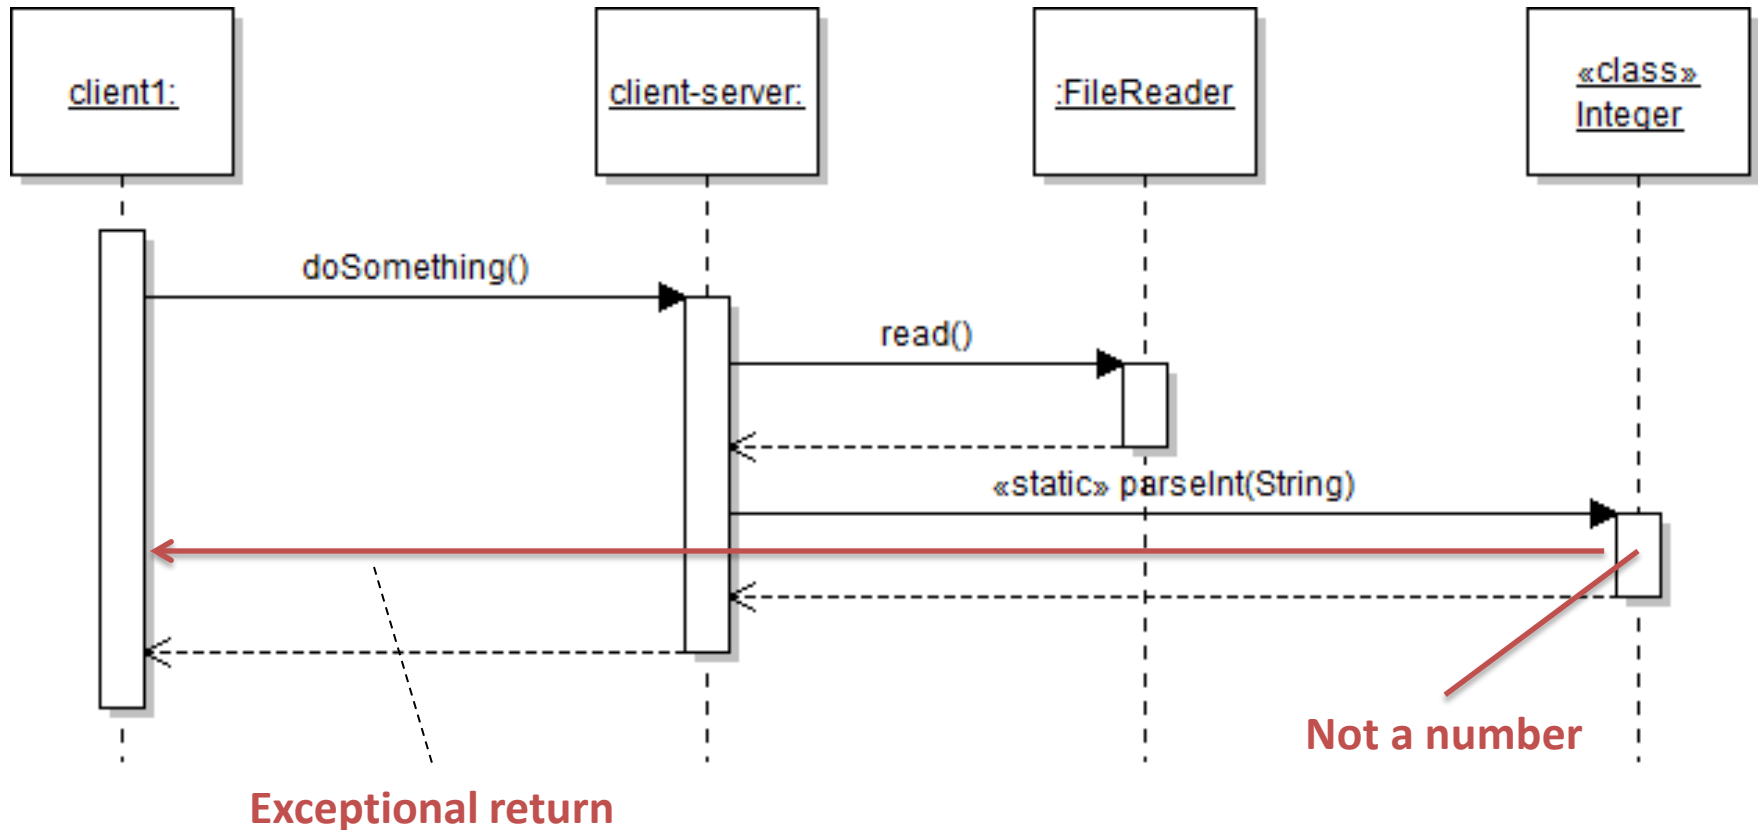 client1:
client-server:
:FileReader
«class»
Integer
doSomething()
read()
«static» parseInt(String)
Not a number
Exceptional return